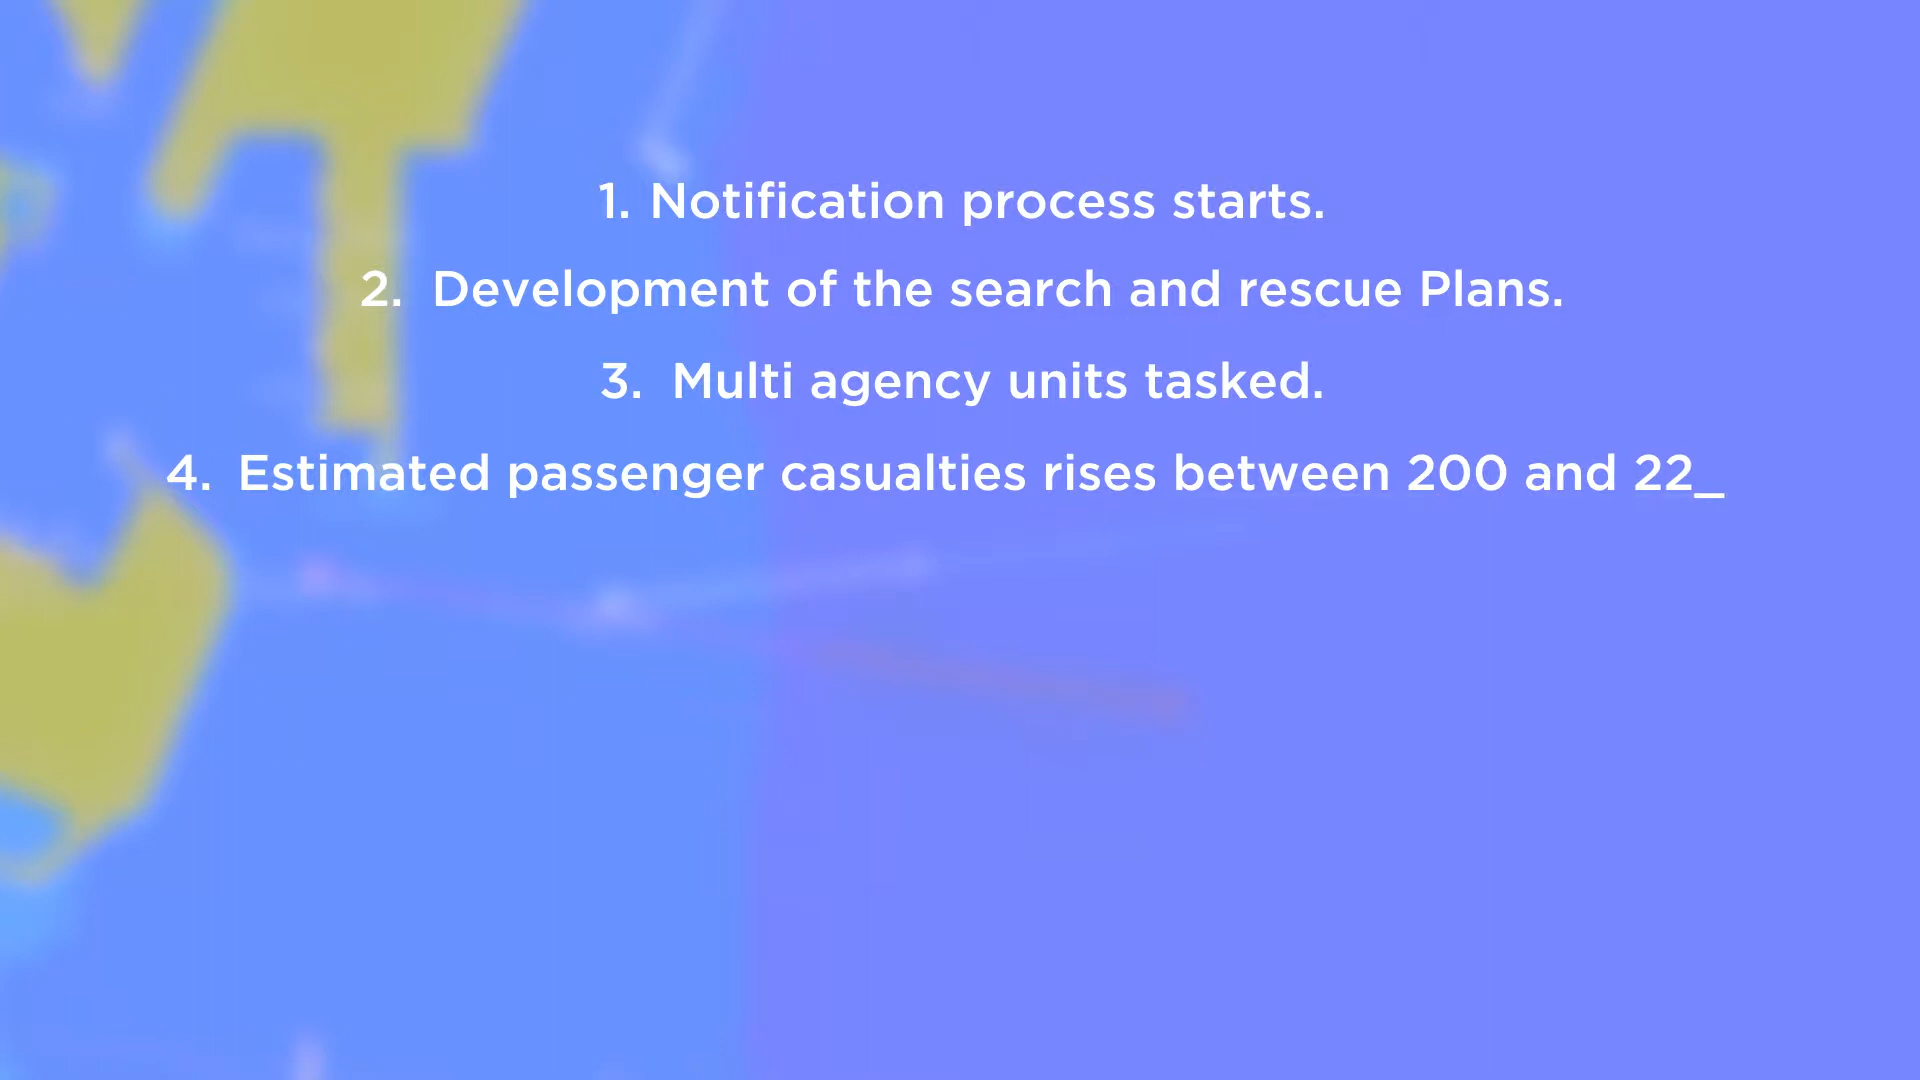 1. Notification process starts.
2. Development of the search and rescue Plans.
3. Multi agency units tasked.
4. Estimated passenger casualties rises between 200 and 22_